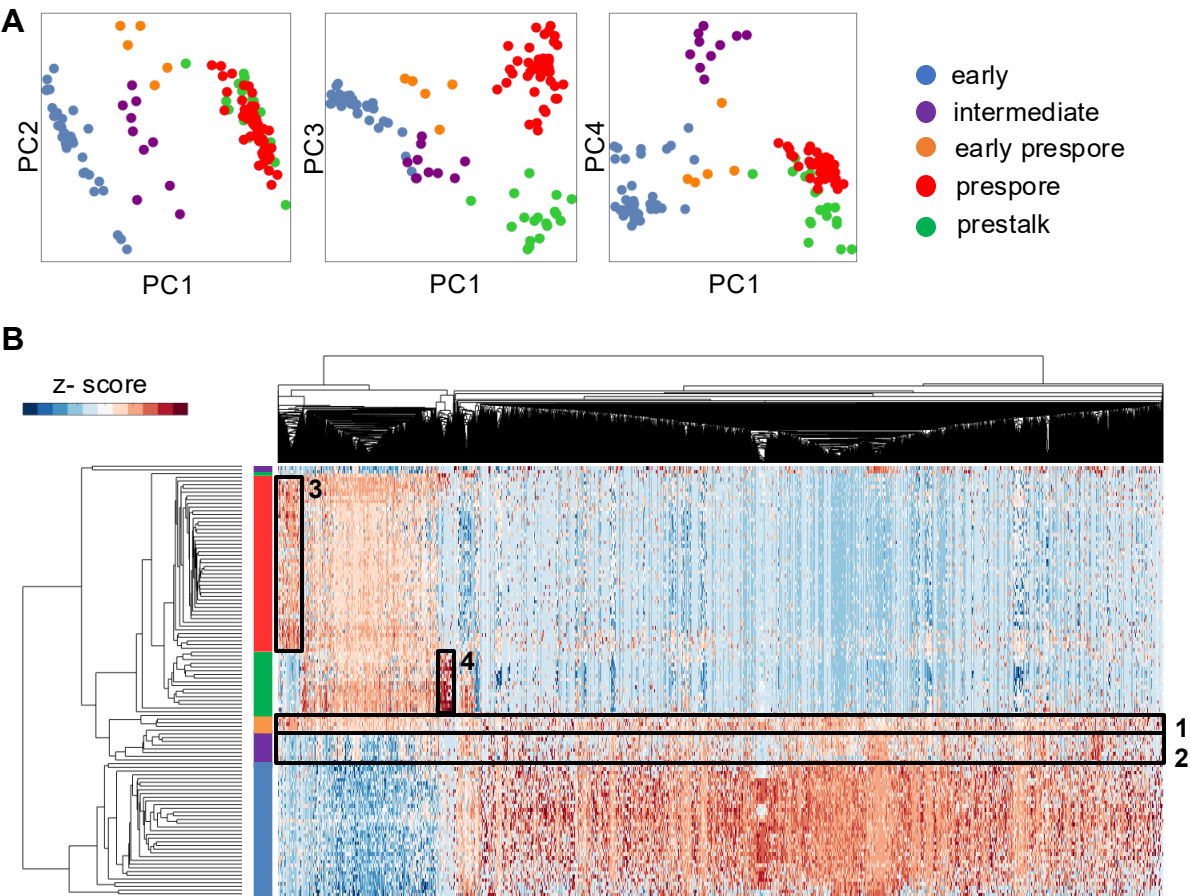 A
PC2
PC1
PC3
PC1
PC4
PC1
early
intermediate
early prespore
prespore
prestalk
B
z- score
3
4
1
2